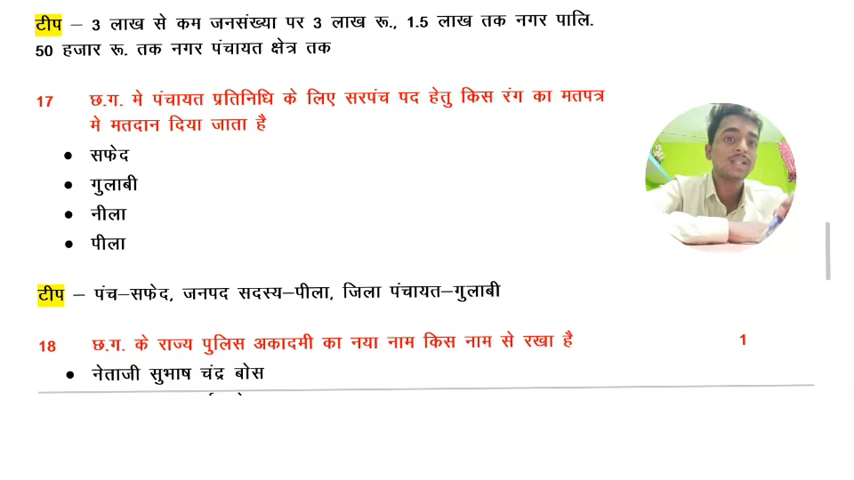 टीप – 3 लाख से कम जनसंख्या पर 3 लाख रू., 1.5 लाख तक नगर पालि.
50 हजार रू. तक नगर पंचायत क्षेत्र तक
17 छ.ग. मे पंचायत प्रतिनिधि के लिए सरपंच पद हेतु किस रंग का मतपत्र
मे मतदान दिया जाता है
• सफेद
• गुलाबी
• नीला
• पीला
टीप – पंच–सफेद, जनपद सदस्य–पीला, जिला पंचायत–गुलाबी
18 छ.ग. के राज्य पुलिस अकादमी का नया नाम किस नाम से रखा है 1
• नेताजी सुभाष चंद्र बोस